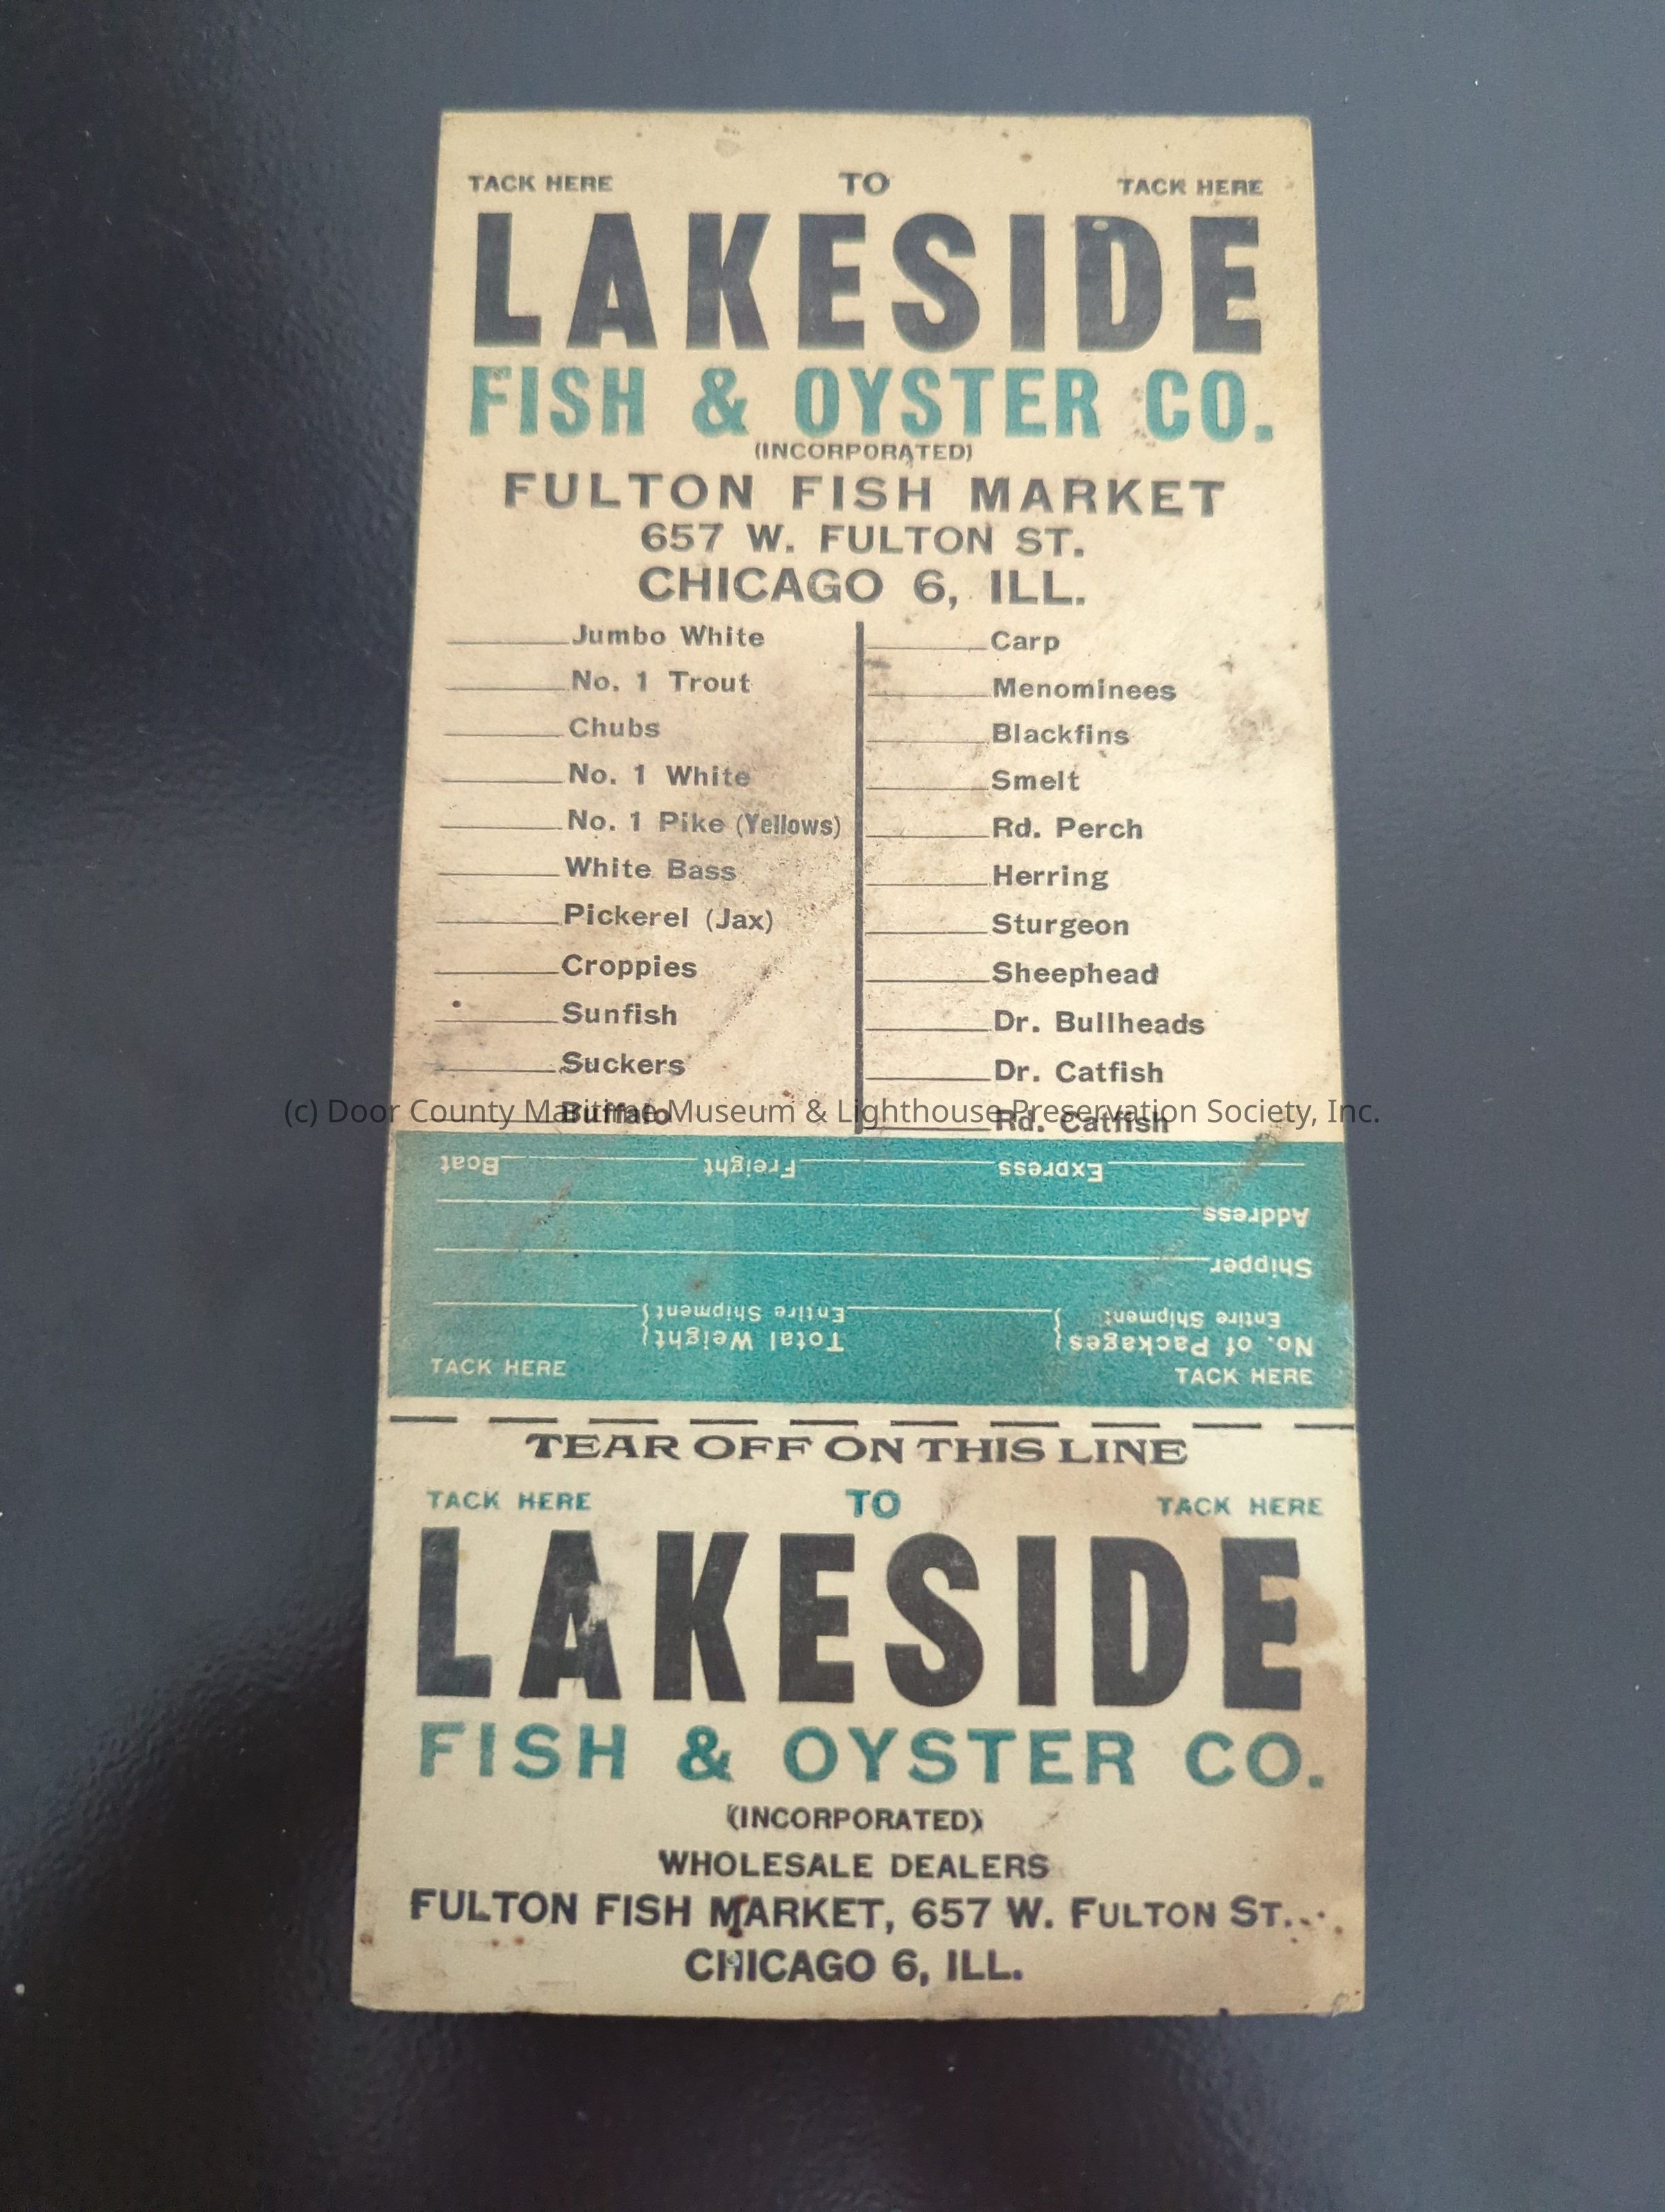 TACK HERE TO TACK HERE
LAKESIDE
FISH & OYSTER CO.
(INCORPORATED)
FULTON FISH MARKET
657 W. FULTON ST.
CHICAGO 6, ILL.
Jumbo White
No. 1 Trout
Chubs
No. 1 White
No. 1 Pike (Yellows)
White Bass
Pickerel (Jax)
Croppies
Sunfish
Suckers
Buffalo
Carp
Menominees
Blackfins
Smelt
Rd. Perch
Herring
Sturgeon
Sheephead
Dr. Bullheads
Dr. Catfish
Rd. Catfish
(c) Door County Maritime Museum & Lighthouse Preservation Society, Inc.
No. of Packages Total Weight
Entire Shipment Entire Shipment
Shipper
Address
Express Freight Boat
TACK HERE TACK HERE
TEAR OFF ON THIS LINE
TACK HERE TO TACK HERE
LAKESIDE
FISH & OYSTER CO.
(INCORPORATED)
WHOLESALE DEALERS
FULTON FISH MARKET, 657 W. FULTON ST.
CHICAGO 6, ILL.